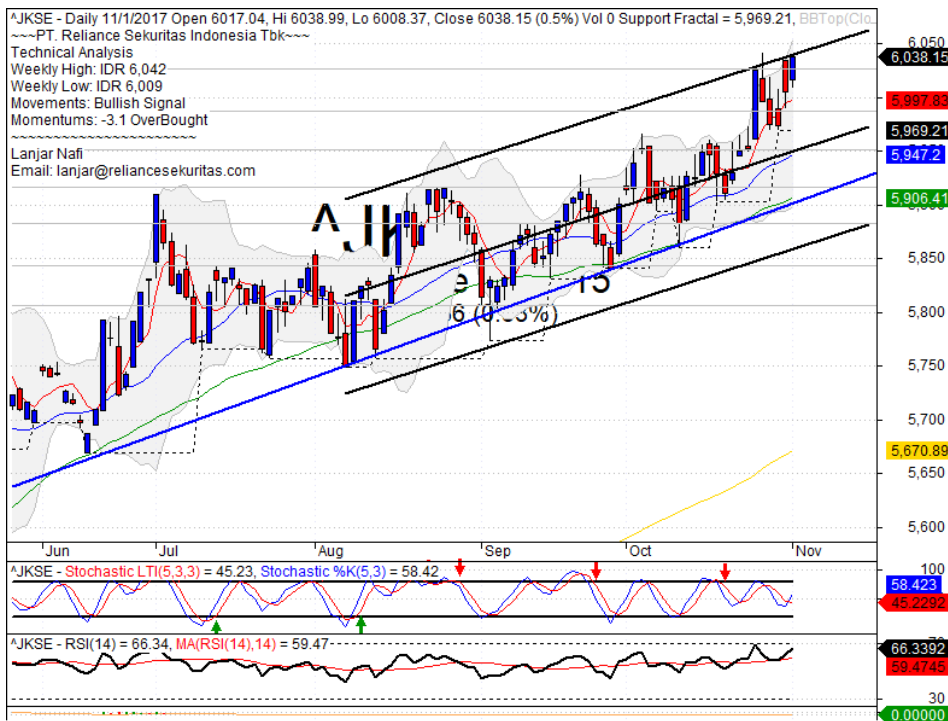 ^JKSE - Daily 11/1/2017 Open 6017.04, Hi 6038.99, Lo 6008.37, Close 6038.15 (0.5%) Vol 0 Support Fractal = 5,969.21, BBTop(Clo...
~~~PT. Reliance Sekuritas Indonesia Tbk~~~
Technical Analysis
Weekly High: IDR 6,042
Weekly Low: IDR 6,009
Movements: Bullish Signal
Momentums: -3.1 OverBought
~~~~~~~~~~~~~~~~~~~~~~
Lanjar Nafi
Email: lanjar@reliancesekuritas.com
6,050
6,038.15
5,997.83
5,969.21
5,947.2
5,906.41
5,850
5,800
5,750
5,700
5,670.89
5,650
5,600
Jun Jul Aug Sep Oct Nov
^JKSE - Stochastic LTI(5,3,3) = 45.23, Stochastic %K(5,3) = 58.42
100
58.423
45.2292
^JKSE - RSI(14) = 66.34, MA(RSI(14),14) = 59.47
66.3392
59.4745
30
0.00000